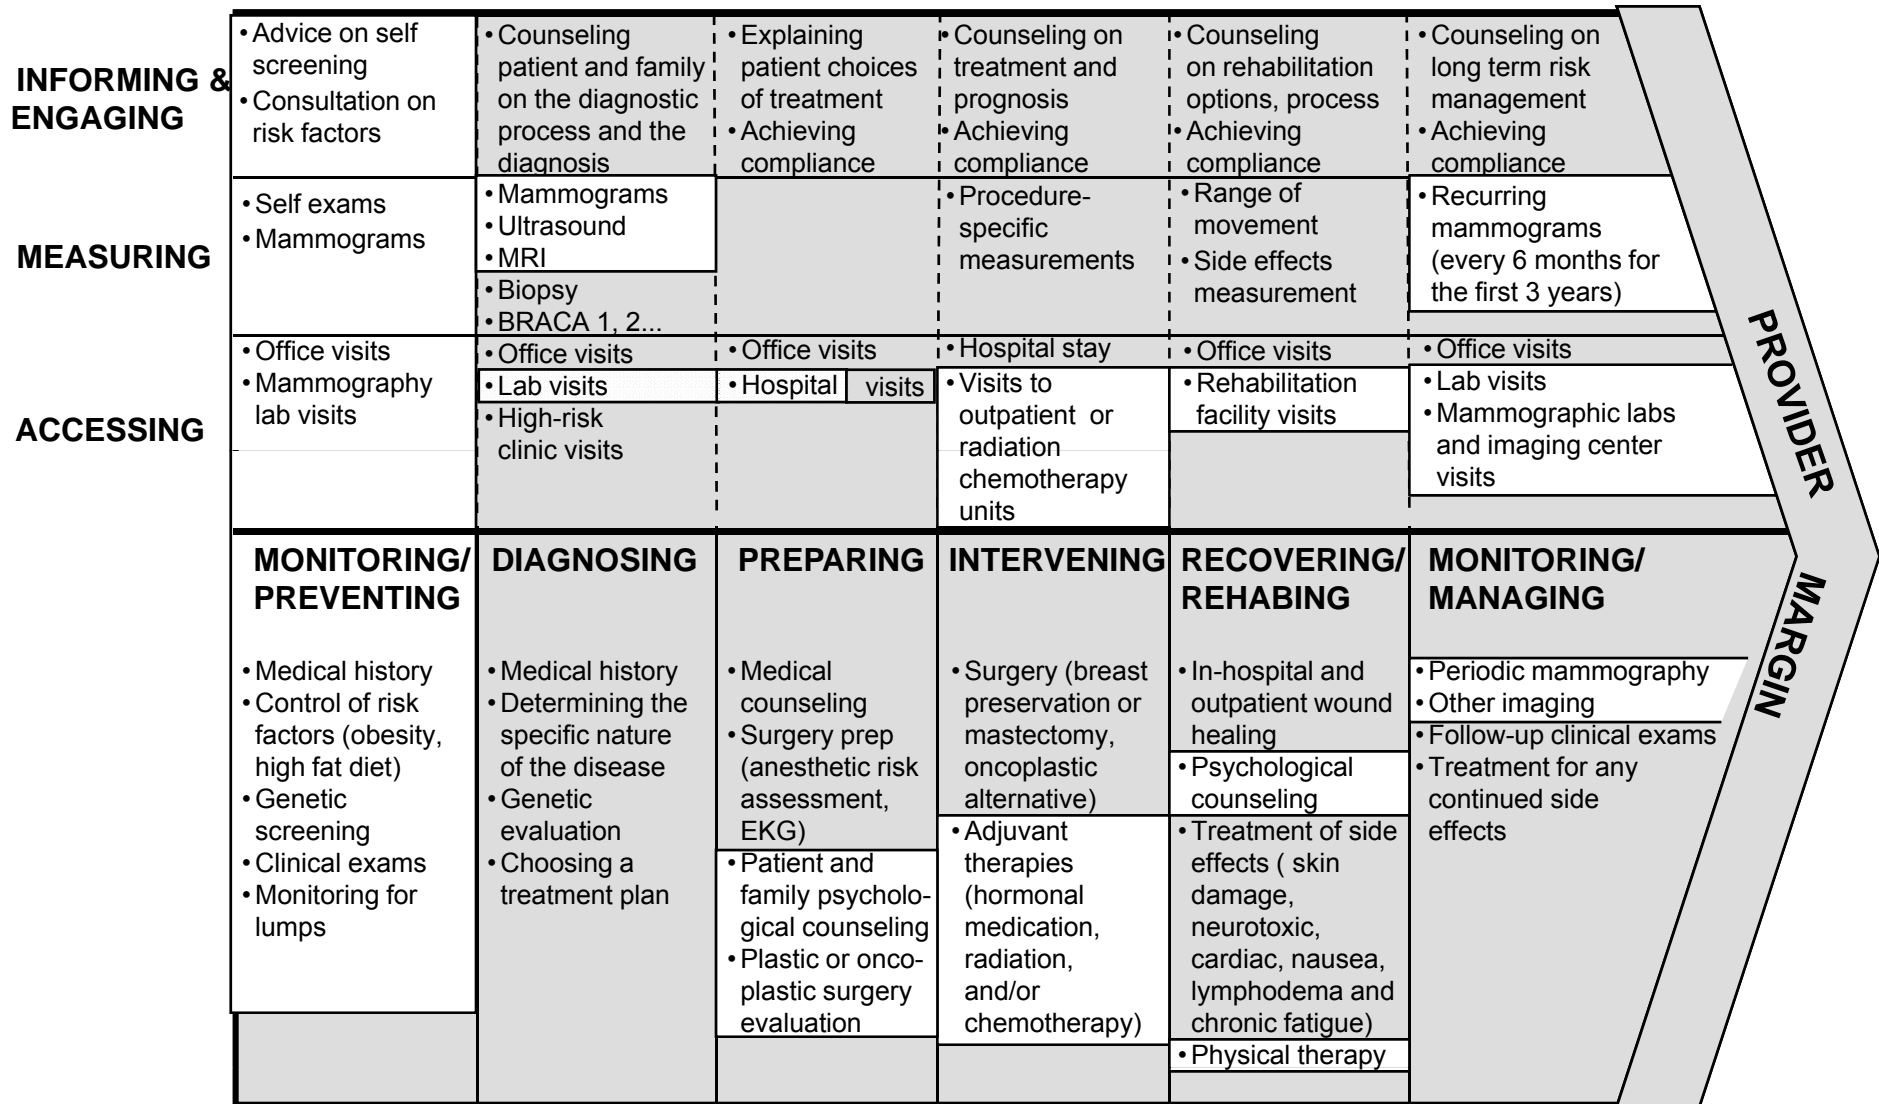 INFORMING &
ENGAGING
• Advice on self
screening
• Consultation on
risk factors
• Counseling
patient and family
on the diagnostic
process and the
diagnosis
• Explaining
patient choices
of treatment
• Achieving
compliance
• Counseling on
treatment and
prognosis
• Achieving
compliance
• Counseling
on rehabilitation
options, process
• Achieving
compliance
• Counseling on
long term risk
management
• Achieving
compliance
MEASURING
• Self exams
• Mammograms
• Mammograms
• Ultrasound
• MRI
• Biopsy
• BRACA 1, 2...
• Procedure-
specific
measurements
• Range of
movement
• Side effects
measurement
• Recurring
mammograms
(every 6 months for
the first 3 years)
ACCESSING
• Office visits
• Mammography
lab visits
• Office visits
• Lab visits
• High-risk
clinic visits
• Office visits
• Hospital visits
• Hospital stay
• Visits to
outpatient or
radiation
chemotherapy
units
• Office visits
• Rehabilitation
facility visits
• Office visits
• Lab visits
• Mammographic labs
and imaging center
visits
MONITORING/
PREVENTING
• Medical history
• Control of risk
factors (obesity,
high fat diet)
• Genetic
screening
• Clinical exams
• Monitoring for
lumps
DIAGNOSING
• Medical history
• Determining the
specific nature
of the disease
• Genetic
evaluation
• Choosing a
treatment plan
PREPARING
• Medical
counseling
• Surgery prep
(anesthetic risk
assessment,
EKG)
• Patient and
family psycholo-
gical counseling
• Plastic or onco-
plastic surgery
evaluation
INTERVENING
• Surgery (breast
preservation or
mastectomy,
oncoplastic
alternative)
• Adjuvant
therapies
(hormonal
medication,
radiation,
and/or
chemotherapy)
RECOVERING/
REHABING
• In-hospital and
outpatient wound
healing
• Psychological
counseling
• Treatment of side
effects ( skin
damage,
neurotoxic,
cardiac, nausea,
lymphodema and
chronic fatigue)
• Physical therapy
MONITORING/
MANAGING
• Periodic mammography
• Other imaging
• Follow-up clinical exams
• Treatment for any
continued side
effects
PROVIDER
MARGIN